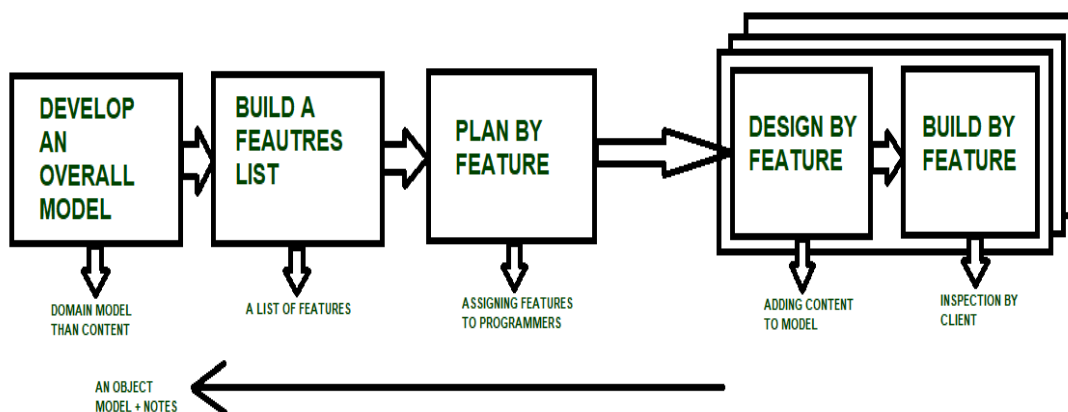 DEVELOP
AN
OVERALL
MODEL
BUILD A
FEAUTRES
LIST
PLAN BY
FEATURE
DESIGN BY
FEATURE
BUILD BY
FEATURE
DOMAIN MODEL
THAN CONTENT
A LIST OF FEATURES
ASSIGNING FEATURES
TO PROGRAMMERS
ADDING CONTENT
TO MODEL
INSPECTION BY
CLIENT
AN OBJECT
MODEL + NOTES